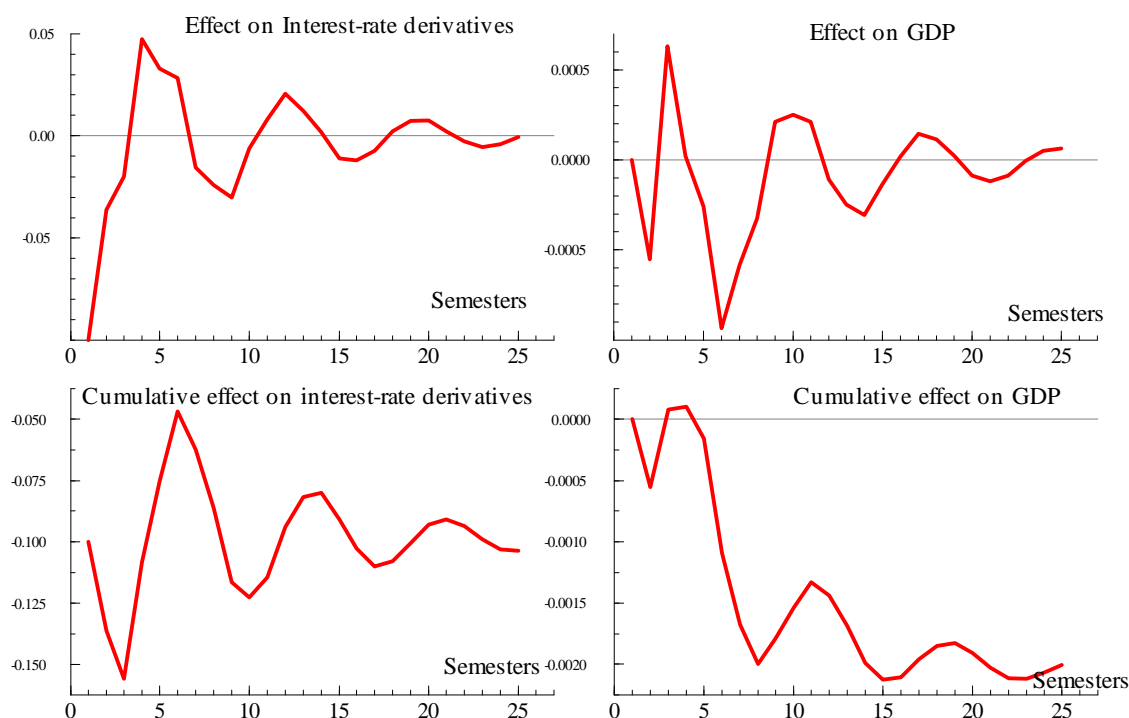 Effect on Interest-rate derivatives
0.05
0.00
-0.05
Semesters
0 5 10 15 20 25
Effect on GDP
0.0005
0.0000
-0.0005
Semesters
0 5 10 15 20 25
Cumulative effect on interest-rate derivatives
-0.050
-0.075
-0.100
-0.125
-0.150
Semesters
0 5 10 15 20 25
Cumulative effect on GDP
0.0000
-0.0005
-0.0010
-0.0015
-0.0020
Semesters
0 5 10 15 20 25